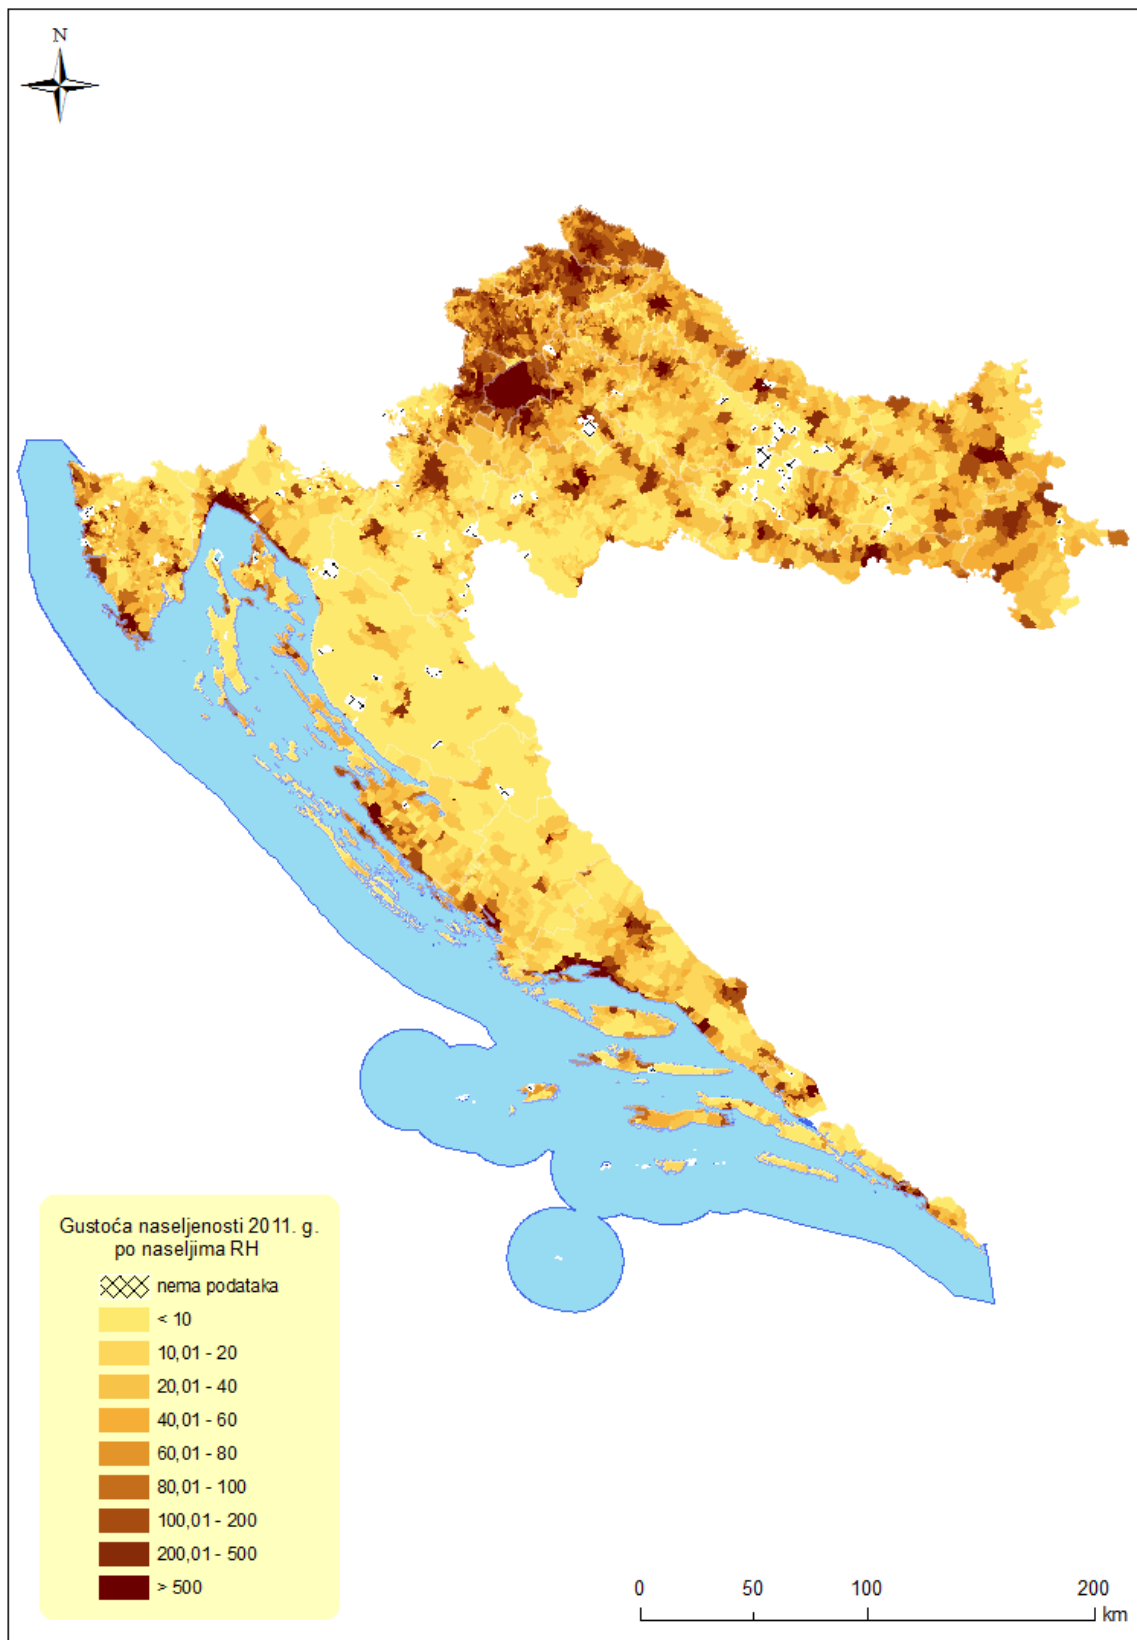 N
Gustoća naseljenosti 2011. g.
po naseljima RH
nema podataka
< 10
10,01 - 20
20,01 - 40
40,01 - 60
60,01 - 80
80,01 - 100
100,01 - 200
200,01 - 500
> 500
0 50 100 200
km